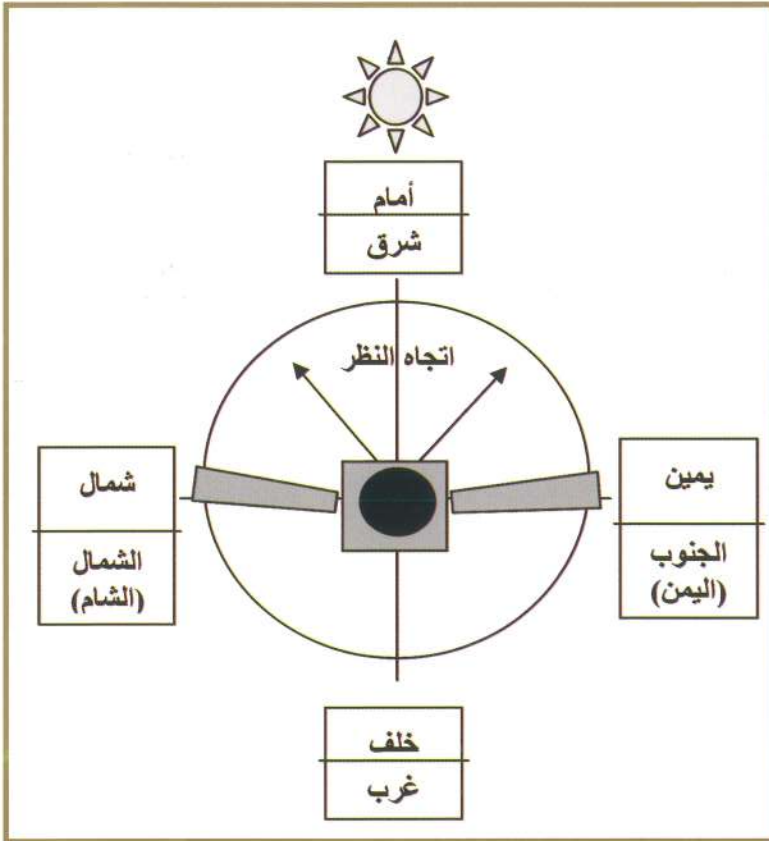 أمام
شرق
اتجاه النظر
يمين
الجنوب
(اليمن)
شمال
الشمال
(الشام)
خلف
غرب